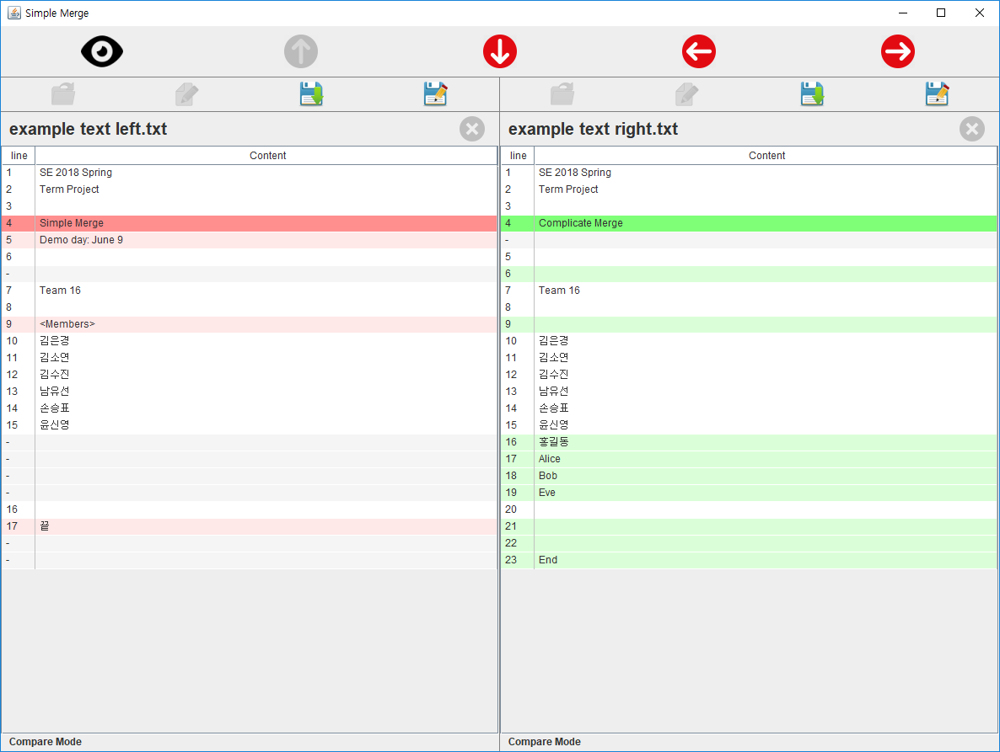 Simple Merge
example text left.txt
line Content
1 SE 2018 Spring
2 Term Project
3
4 Simple Merge
5 Demo day: June 9
6
-
7 Team 16
8
9 <Members>
10 김은경
11 김소연
12 김수진
13 남유선
14 손승표
15 윤신영
-
-
-
-
16
17 끝
-
-
Compare Mode
example text right.txt
line Content
1 SE 2018 Spring
2 Term Project
3
4 Complicate Merge
-
5
6
7 Team 16
8
9
10 김은경
11 김소연
12 김수진
13 남유선
14 손승표
15 윤신영
16 홍길동
17 Alice
18 Bob
19 Eve
20
21
22
23 End
Compare Mode